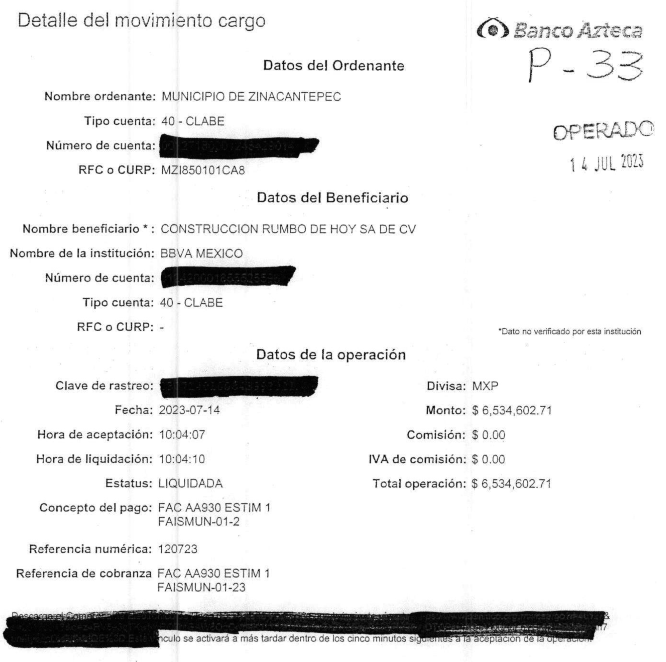 Detalle del movimiento cargo
Banco Azteca
P-33
Datos del Ordenante
Nombre ordenante: MUNICIPIO DE ZINACANTEPEC
Tipo cuenta: 40 - CLABE
OPERADO
Número de cuenta:
14 JUL 2023
RFC o CURP: MZI850101CA8
Datos del Beneficiario
Nombre beneficiario * : CONSTRUCCION RUMBO DE HOY SA DE CV
Nombre de la institución: BBVA MEXICO
Número de cuenta:
Tipo cuenta: 40 - CLABE
RFC o CURP: -
*Dato no verificado por esta institución
Datos de la operación
Clave de rastreo:
Divisa: MXP
Fecha: 2023-07-14
Monto: $ 6,534,602.71
Hora de aceptación: 10:04:07
Comisión: $ 0.00
Hora de liquidación: 10:04:10
IVA de comisión: $ 0.00
Estatus: LIQUIDADA
Total operación: $ 6,534,602.71
Concepto del pago: FAC AA930 ESTIM 1
FAISMUN-01-2
Referencia numérica: 120723
Referencia de cobranza FAC AA930 ESTIM 1
FAISMUN-01-23
se activará a más tardar dentro de los cinco minutos siguientes a la aceptación de la operación.